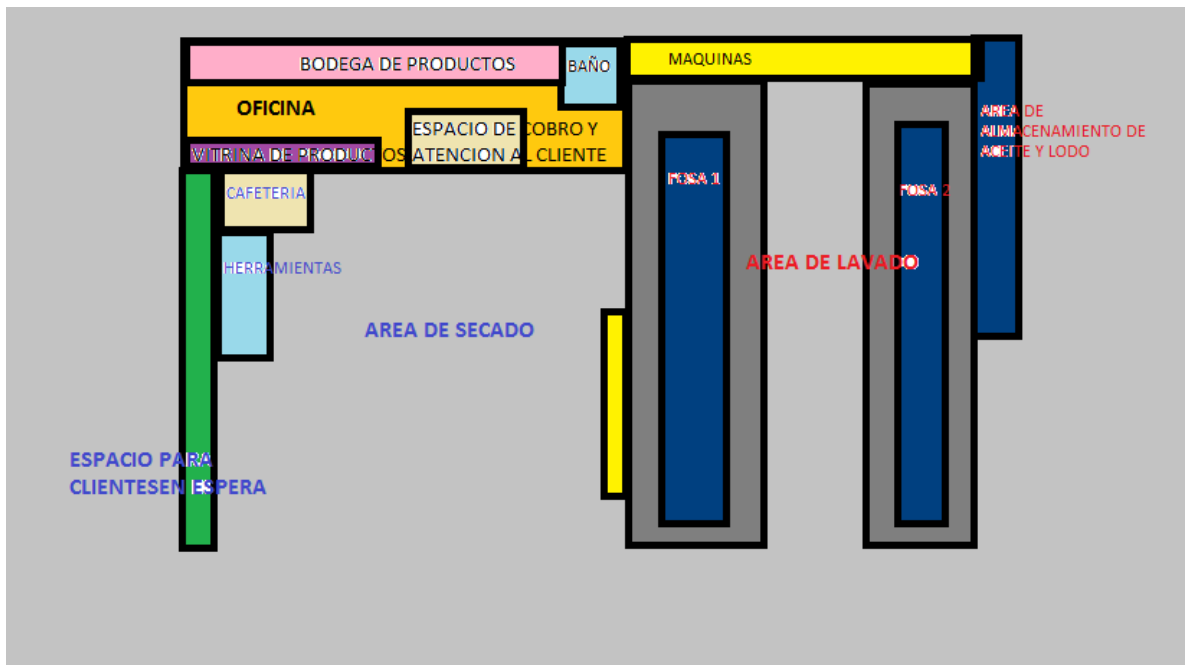 BODEGA DE PRODUCTOS
BAÑO
MAQUINAS
OFICINA
ESPACIO DE COBRO Y
ATENCION AL CLIENTE
VITRINA DE PRODUCTOS
AREA DE
ALMACENAMIENTO DE
ACEITE Y LODO
CAFETERIA
FOSA 1
FOSA 2
HERRAMIENTAS
AREA DE LAVADO
AREA DE SECADO
ESPACIO PARA
CLIENTESEN ESPERA